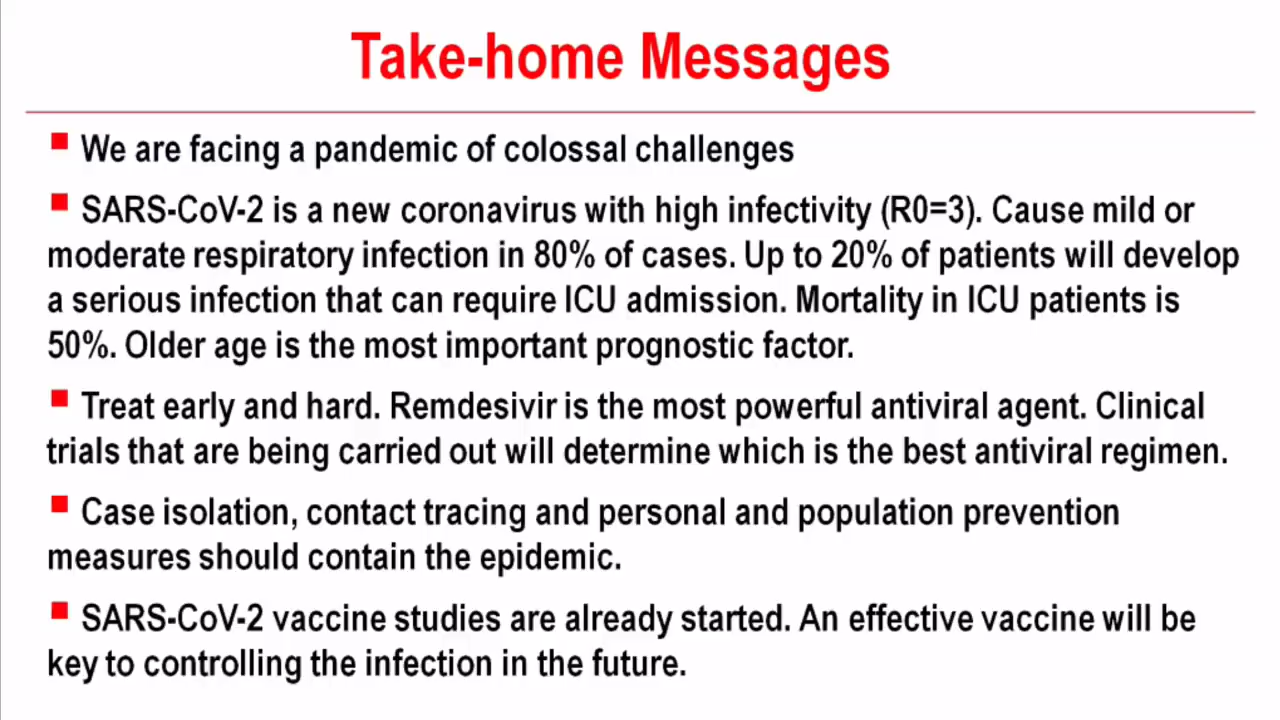 Take-home Messages
▪ We are facing a pandemic of colossal challenges
▪ SARS-CoV-2 is a new coronavirus with high infectivity (R0=3). Cause mild or
moderate respiratory infection in 80% of cases. Up to 20% of patients will develop
a serious infection that can require ICU admission. Mortality in ICU patients is
50%. Older age is the most important prognostic factor.
▪ Treat early and hard. Remdesivir is the most powerful antiviral agent. Clinical
trials that are being carried out will determine which is the best antiviral regimen.
▪ Case isolation, contact tracing and personal and population prevention
measures should contain the epidemic.
▪ SARS-CoV-2 vaccine studies are already started. An effective vaccine will be
key to controlling the infection in the future.